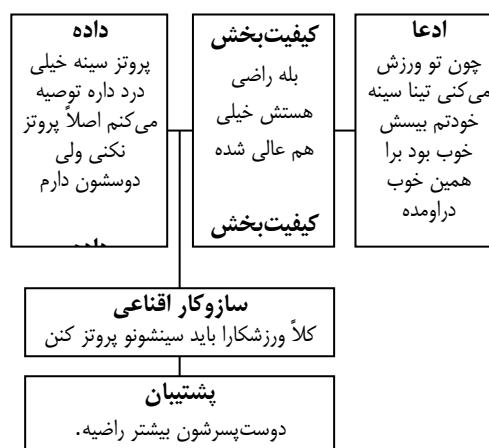 ادعا
چون تو ورزش
می‌کنی تینا سینه
خودتم بیسش
خوب بود برا
همین خوب
دراومده
کیفیت‌بخش
بله راضی
هستش خیلی
هم عالی شده
کیفیت‌بخش
داده
پروتز سینه خیلی
درد داره توصیه
می‌کنم اصلاً پروتز
نکنی ولی
دوسشون دارم
سازوکار اقناعی
کلاً ورزشکارا باید سینشونو پروتز کنن
پشتیبان
دوست‌پسرشون بیشتر راضیه.